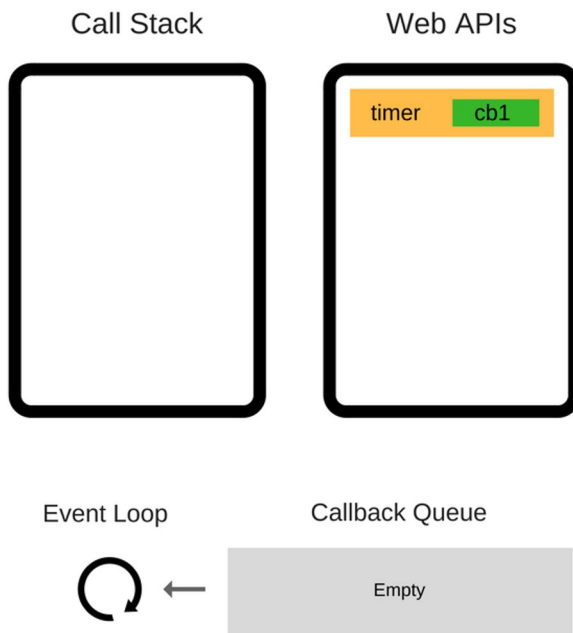 Call Stack
Web APIs
timer
cb1
Event Loop
Callback Queue
Empty